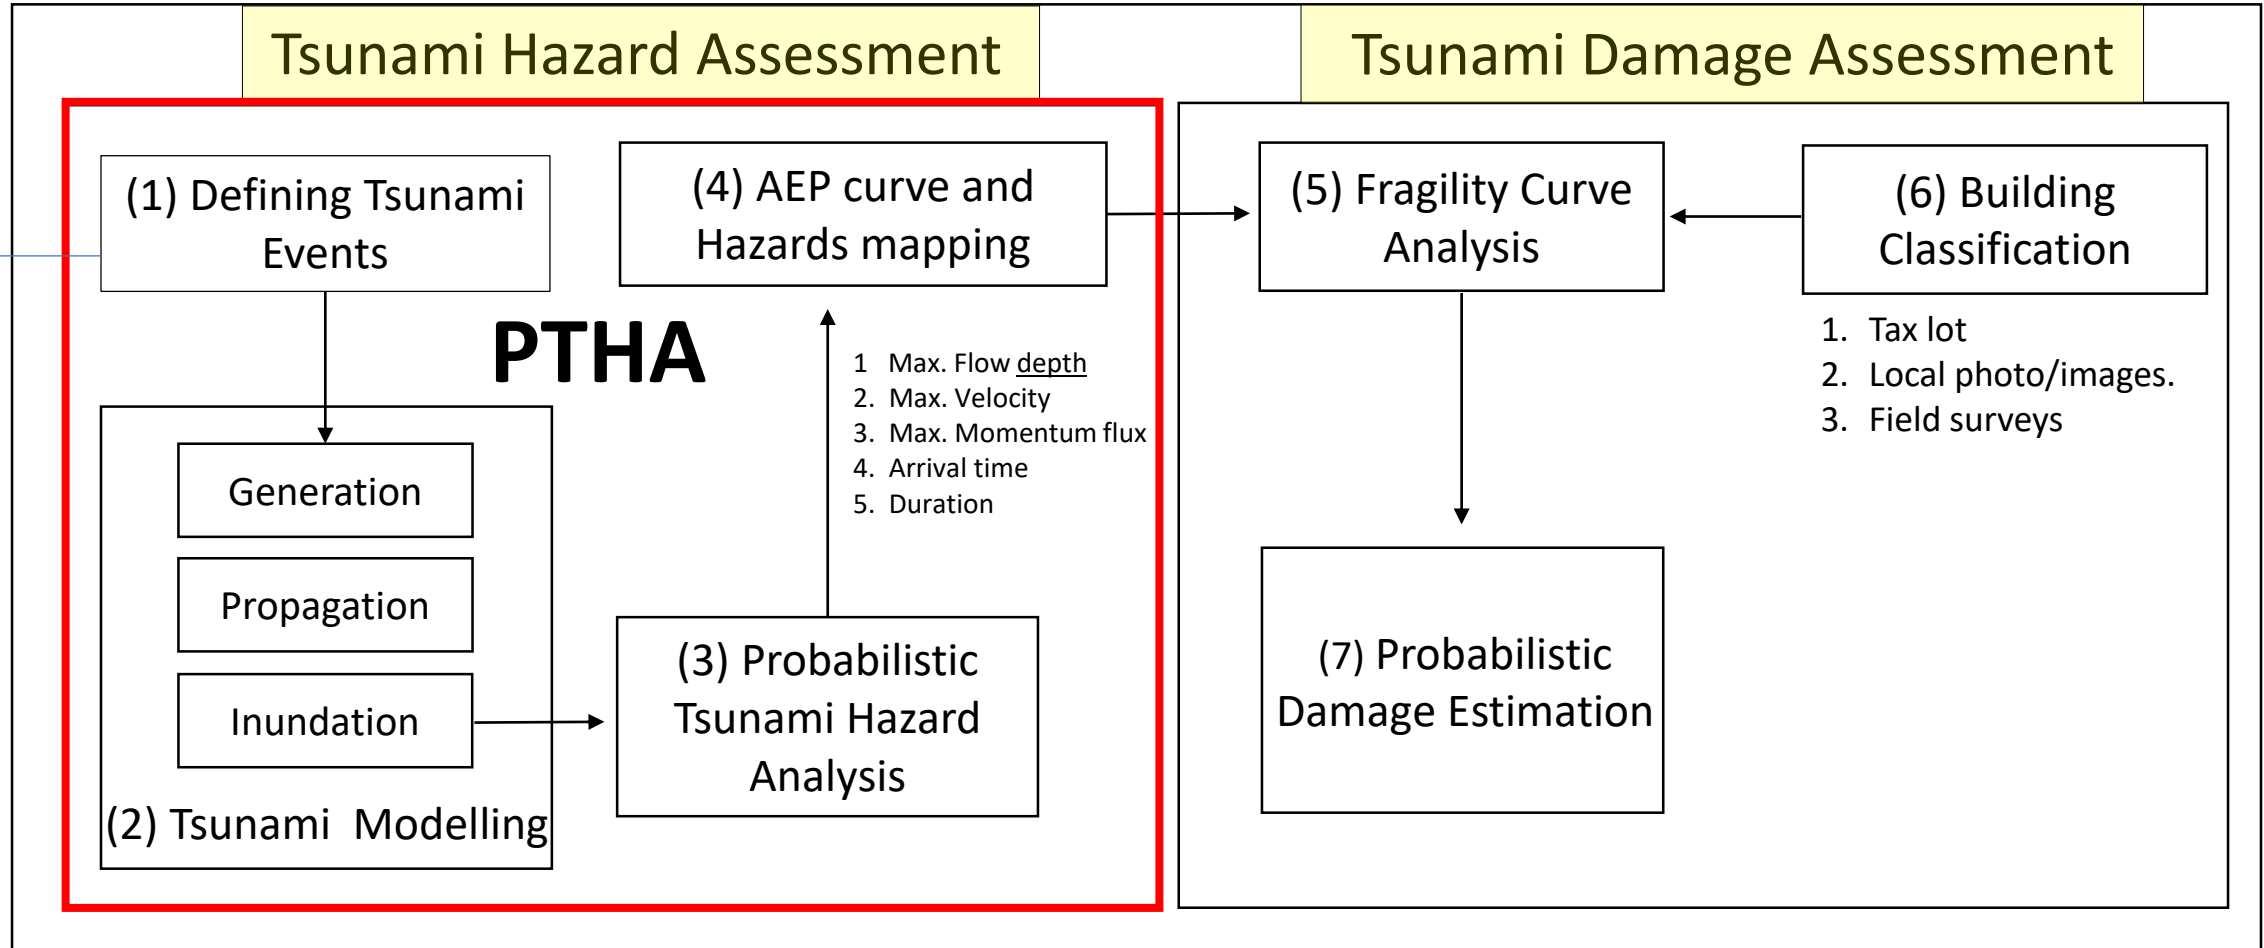 Tsunami Hazard Assessment
(1) Defining Tsunami
Events
PTHA
Generation
Propagation
Inundation
(2) Tsunami  Modelling
(3) Probabilistic
Tsunami Hazard
Analysis
1 Max. Flow depth
2. Max. Velocity
3. Max. Momentum flux
4. Arrival time
5. Duration
(4) AEP curve and
Hazards mapping
Tsunami Damage Assessment
(5) Fragility Curve
Analysis
(6) Building
Classification
1. Tax lot
2. Local photo/images.
3. Field surveys
(7) Probabilistic
Damage Estimation